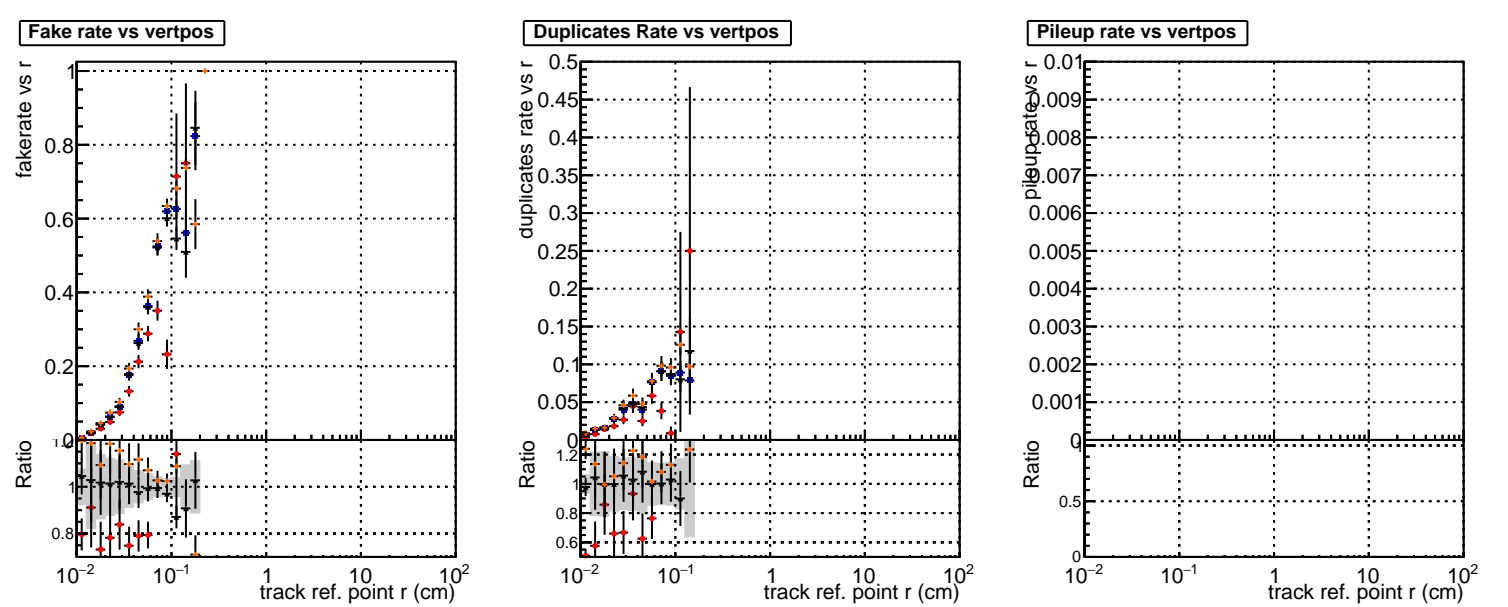 Fake rate vs vertpos
fakerate vs r
1
0.8
0.6
0.4
0.2
0
Ratio
1.2
1
0.8
10−2 10−1 1 10 102
track ref. point r (cm)
Duplicates Rate vs vertpos
duplicates rate vs r
0.5
0.45
0.4
0.35
0.3
0.25
0.2
0.15
0.1
0.05
0
Ratio
1.2
1
0.8
0.6
10−2 10−1 1 10 102
track ref. point r (cm)
Pileup rate vs vertpos
pileup rate vs r
0.01
0.009
0.008
0.007
0.006
0.005
0.004
0.003
0.002
0.001
0
Ratio
1
0.5
0
10−2 10−1 1 10 102
track ref. point r (cm)